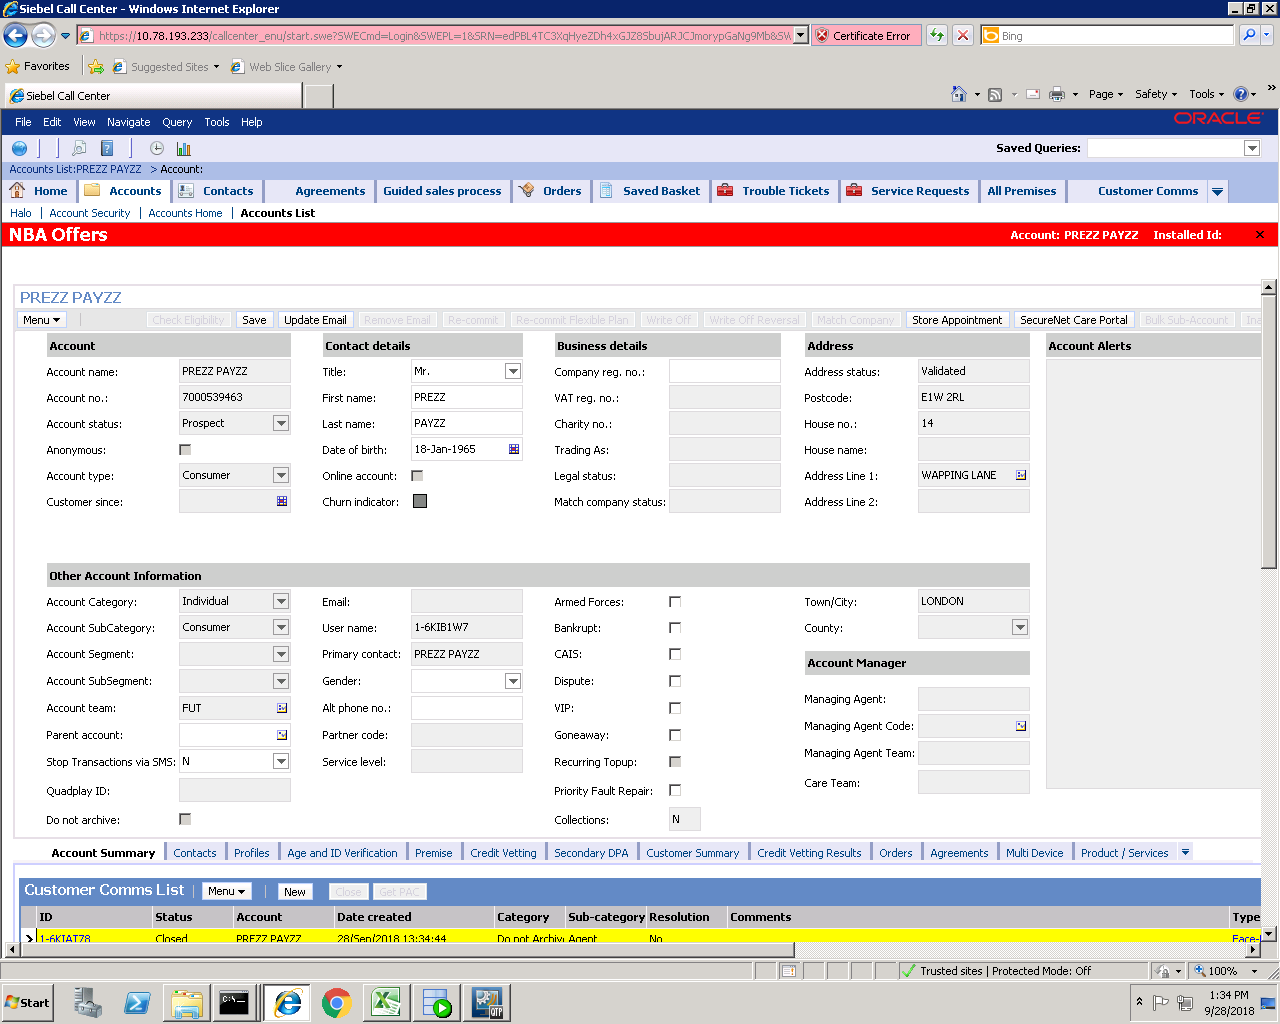 Siebel Call Center - Windows Internet Explorer
https://10.78.193.233/callcenter_enu/start.swe?SWECmd=Login&SWEPL=1&SRN=edPBL4TC3XqHyeZDh4xGJZ8SbujARJCJmorypGaNg9Mb&SW
Certificate Error
Bing
Favorites
Suggested Sites
Web Slice Gallery
Siebel Call Center
Page Safety Tools
File Edit View Navigate Query Tools Help
ORACLE
Saved Queries:
Accounts List:PREZZ PAYZZ > Account:
Home Accounts Contacts Agreements Guided sales process Orders Saved Basket Trouble Tickets Service Requests All Premises Customer Comms
Halo Account Security Accounts Home Accounts List
NBA Offers Account: PREZZ PAYZZ Installed Id:
PREZZ PAYZZ
Menu Check Eligibility Save Update Email Remove Email Re-commit Re-commit Flexible Plan Write Off Write Off Reversal Match Company Store Appointment SecureNet Care Portal Bulk Sub-Account
Account Contact details Business details Address Account Alerts
Account name: PREZZ PAYZZ Title: Mr. Company reg. no.: Address status: Validated
Account no.: 7000539463 First name: PREZZ VAT reg. no.: Postcode: E1W 2RL
Account status: Prospect Last name: PAYZZ Charity no.: House no.: 14
Anonymous: Date of birth: 18-Jan-1965 Trading As: House name:
Account type: Consumer Online account: Legal status: Address Line 1: WAPPING LANE
Customer since: Churn indicator: Match company status: Address Line 2:
Other Account Information
Account Category: Individual Email: Armed Forces: Town/City: LONDON
Account SubCategory: Consumer User name: 1-6KIB1W7 Bankrupt: County:
Account Segment: Primary contact: PREZZ PAYZZ CAIS: Account Manager
Account SubSegment: Gender: Dispute: Managing Agent:
Account team: FUT Alt phone no.: VIP: Managing Agent Code:
Parent account: Partner code: Goneaway: Managing Agent Team:
Stop Transactions via SMS: N Service level: Recurring Topup: Care Team:
Quadplay ID: Priority Fault Repair:
Do not archive: Collections: N
Account Summary Contacts Profiles Age and ID Verification Premise Credit Vetting Secondary DPA Customer Summary Credit Vetting Results Orders Agreements Multi Device Product / Services
Customer Comms List Menu New Close Get PAC
ID Status Account Date created Category Sub-category Resolution Comments Type
1-6KIAT78 Closed PREZZ PAYZZ 28/Sep/2018 13:34:44 Do not Archiv Agent No Face-
Trusted sites | Protected Mode: Off 100%
Start
C:\
QTP
1:34 PM
9/28/2018